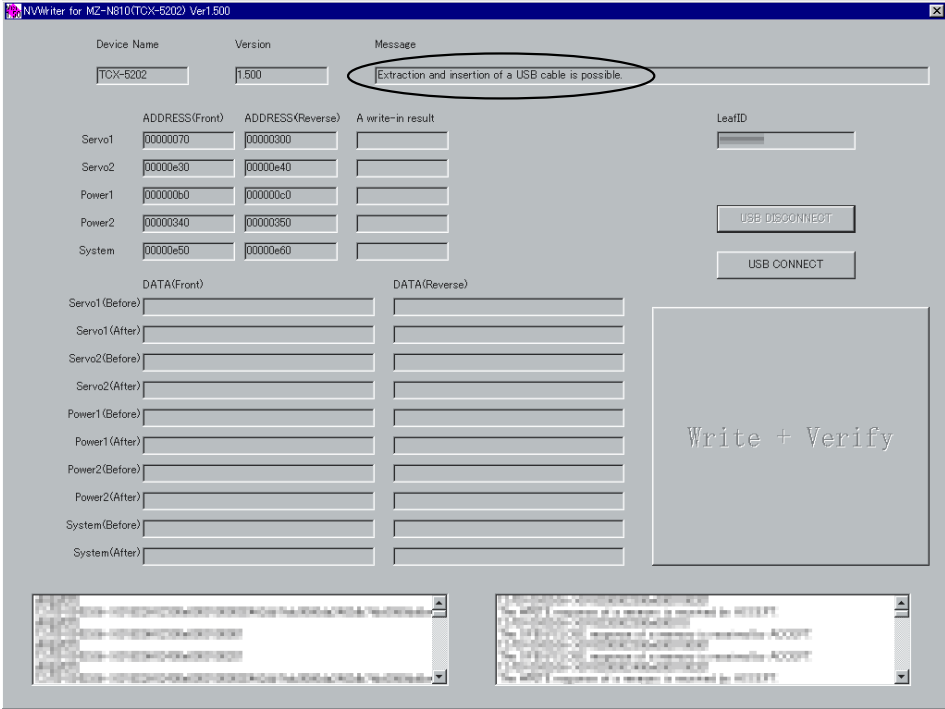 NVWriter for MZ-N810(TCX-5202) Ver1.500
Device Name Version Message
TCX-5202 1.500 Extraction and insertion of a USB cable is possible.
ADDRESS(Front) ADDRESS(Reverse) A write-in result LeafID
Servo1 00000070 00000300
Servo2 00000e30 00000e40
Power1 000000b0 000000c0
Power2 00000340 00000350
USB DISCONNECT
System 00000e50 00000e60
USB CONNECT
DATA(Front) DATA(Reverse)
Servo1(Before)
Servo1(After)
Servo2(Before)
Servo2(After)
Power1(Before)
Write + Verify
Power1(After)
Power2(Before)
Power2(After)
System(Before)
System(After)